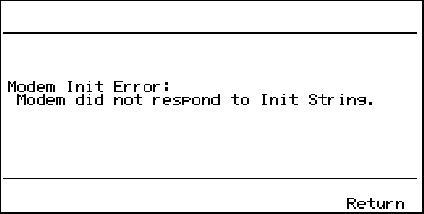 Modem Init Error:
Modem did not respond to Init String.
Return